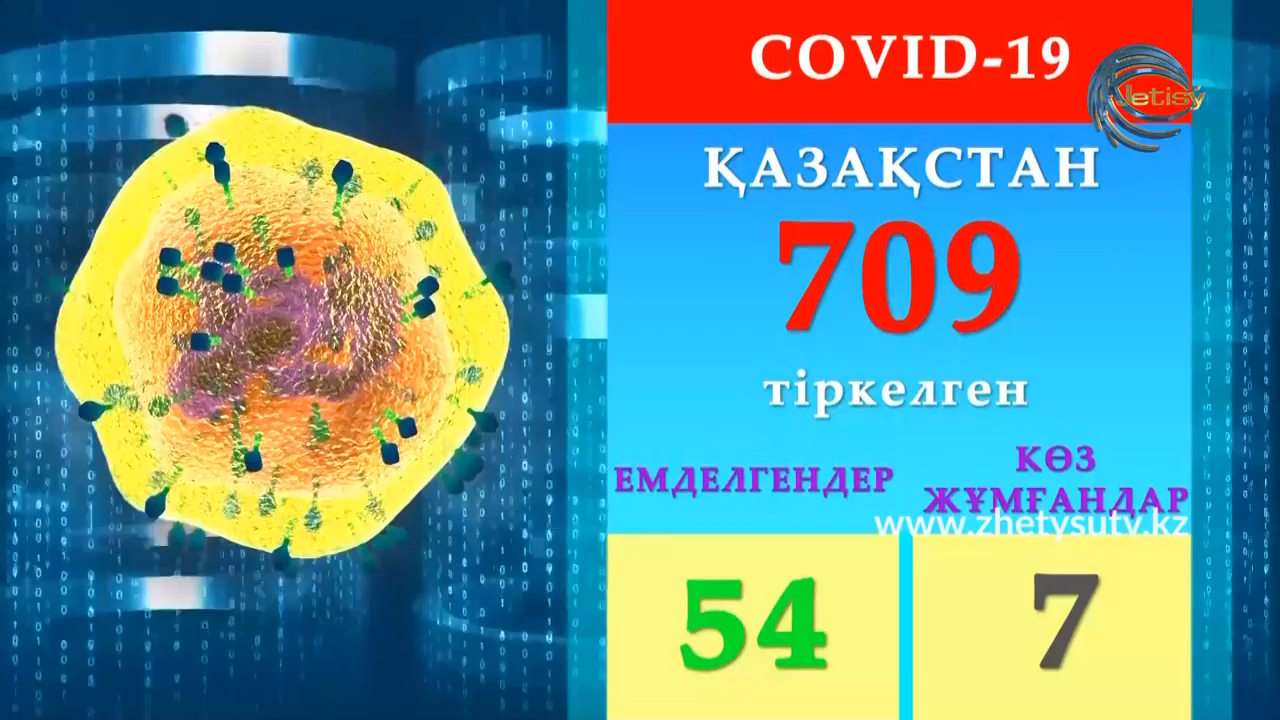 COVID-19
Jetisý
ҚАЗАҚСТАН
709
тіркелген
ЕМДЕЛГЕНДЕР
КӨЗ
ЖҰМҒАНДАР
www.zhetysutv.kz
54
7